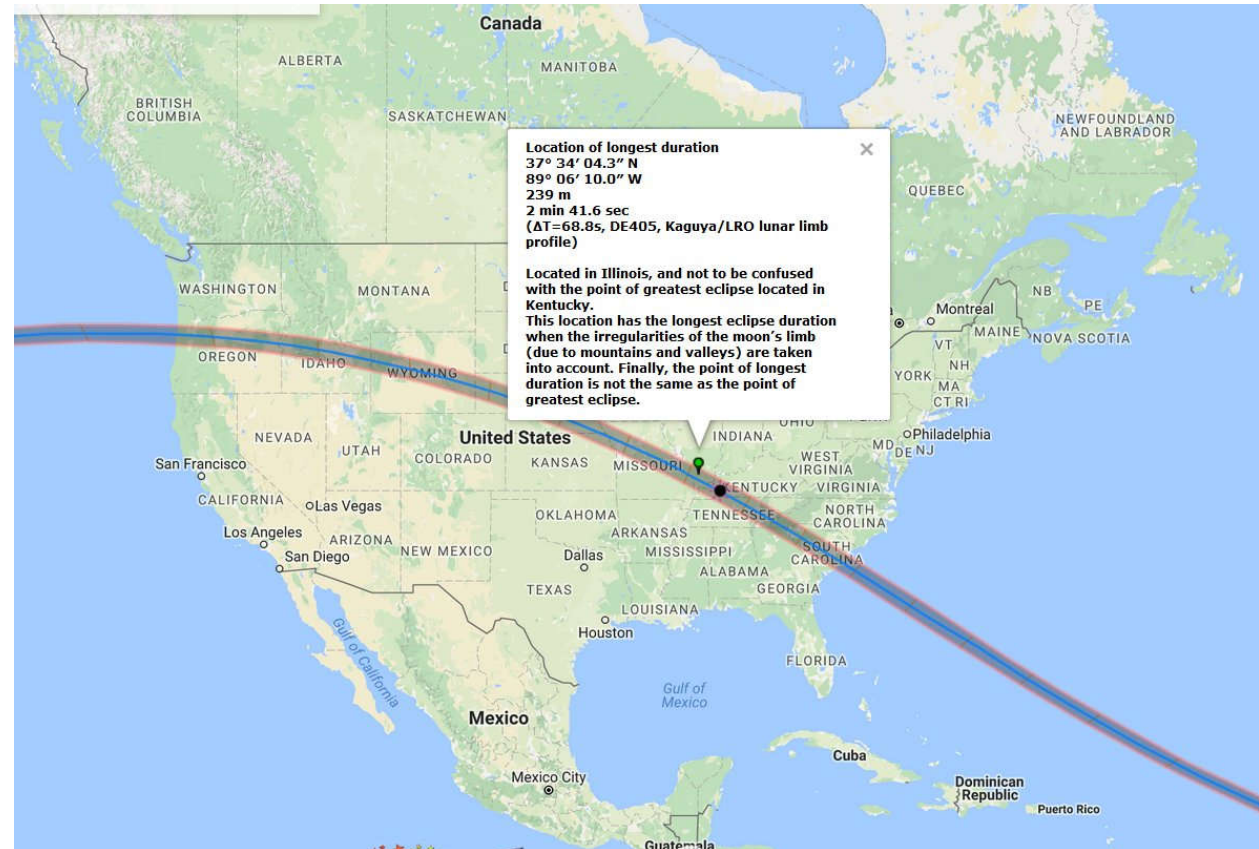 Canada
ALBERTA
MANITOBA
BRITISH
COLUMBIA
SASKATCHEWAN
NEWFOUNDLAND
AND LABRADOR
Location of longest duration
37° 34′ 04.3″ N
89° 06′ 10.0″ W
239 m
2 min 41.6 sec
(ΔT=68.8s, DE405, Kaguya/LRO lunar limb
profile)
Located in Illinois, and not to be confused
with the point of greatest eclipse located in
Kentucky.
This location has the longest eclipse duration
when the irregularities of the moon's limb
(due to mountains and valleys) are taken
into account. Finally, the point of longest
duration is not the same as the point of
greatest eclipse.
QUEBEC
WASHINGTON
MONTANA
NB
PE
Montreal
MAINE
NOVA SCOTIA
VT
NH
YORK
MA
CT RI
OREGON
IDAHO
WYOMING
OHIO
Philadelphia
NEVADA
UTAH
United States
COLORADO
KANSAS
MISSOURI
INDIANA
WEST
VIRGINIA
MD
DE
NJ
San Francisco
KENTUCKY
VIRGINIA
CALIFORNIA
Las Vegas
OKLAHOMA
TENNESSEE
NORTH
CAROLINA
Los Angeles
ARIZONA
NEW MEXICO
ARKANSAS
SOUTH
CAROLINA
San Diego
Dallas
MISSISSIPPI
ALABAMA
TEXAS
GEORGIA
LOUISIANA
Houston
Gulf of
California
FLORIDA
Gulf of
Mexico
Mexico
Cuba
Mexico City
Dominican
Republic
Puerto Rico
Guatemala